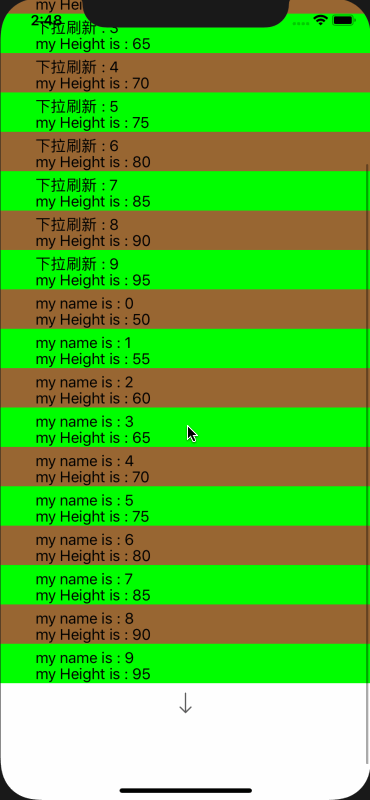 my Hei
2:48
下拉刷新 : 3
my Height is : 65
下拉刷新 : 4
my Height is : 70
下拉刷新 : 5
my Height is : 75
下拉刷新 : 6
my Height is : 80
下拉刷新 : 7
my Height is : 85
下拉刷新 : 8
my Height is : 90
下拉刷新 : 9
my Height is : 95
my name is : 0
my Height is : 50
my name is : 1
my Height is : 55
my name is : 2
my Height is : 60
my name is : 3
my Height is : 65
my name is : 4
my Height is : 70
my name is : 5
my Height is : 75
my name is : 6
my Height is : 80
my name is : 7
my Height is : 85
my name is : 8
my Height is : 90
my name is : 9
my Height is : 95